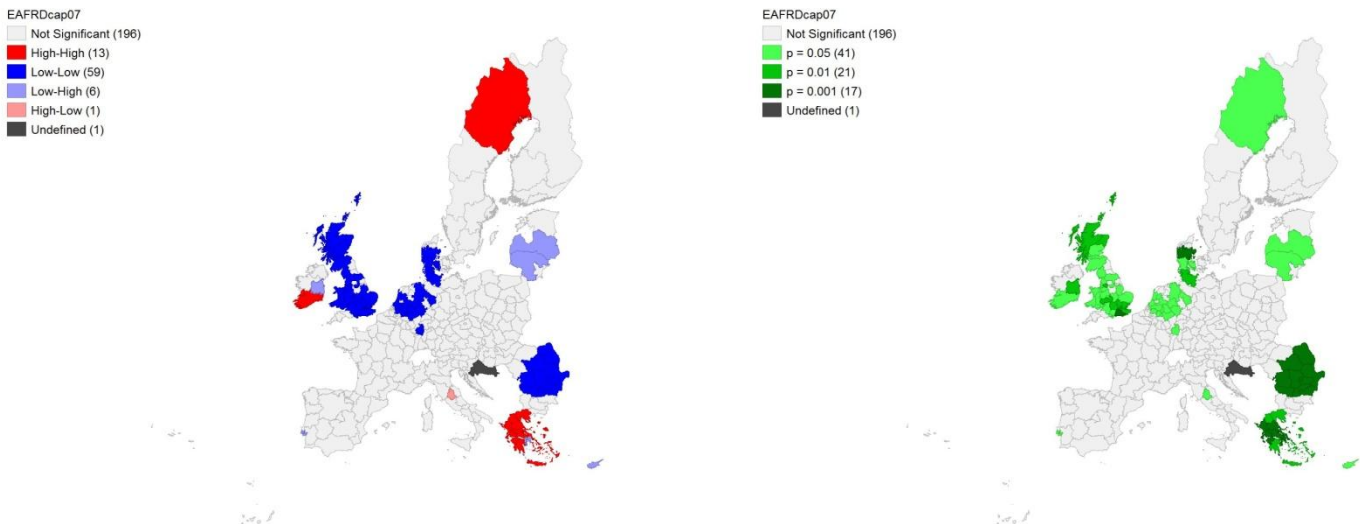 EAFRDcap07
Not Significant (196)
High-High (13)
Low-Low (59)
Low-High (6)
High-Low (1)
Undefined (1)
EAFRDcap07
Not Significant (196)
p = 0.05 (41)
p = 0.01 (21)
p = 0.001 (17)
Undefined (1)